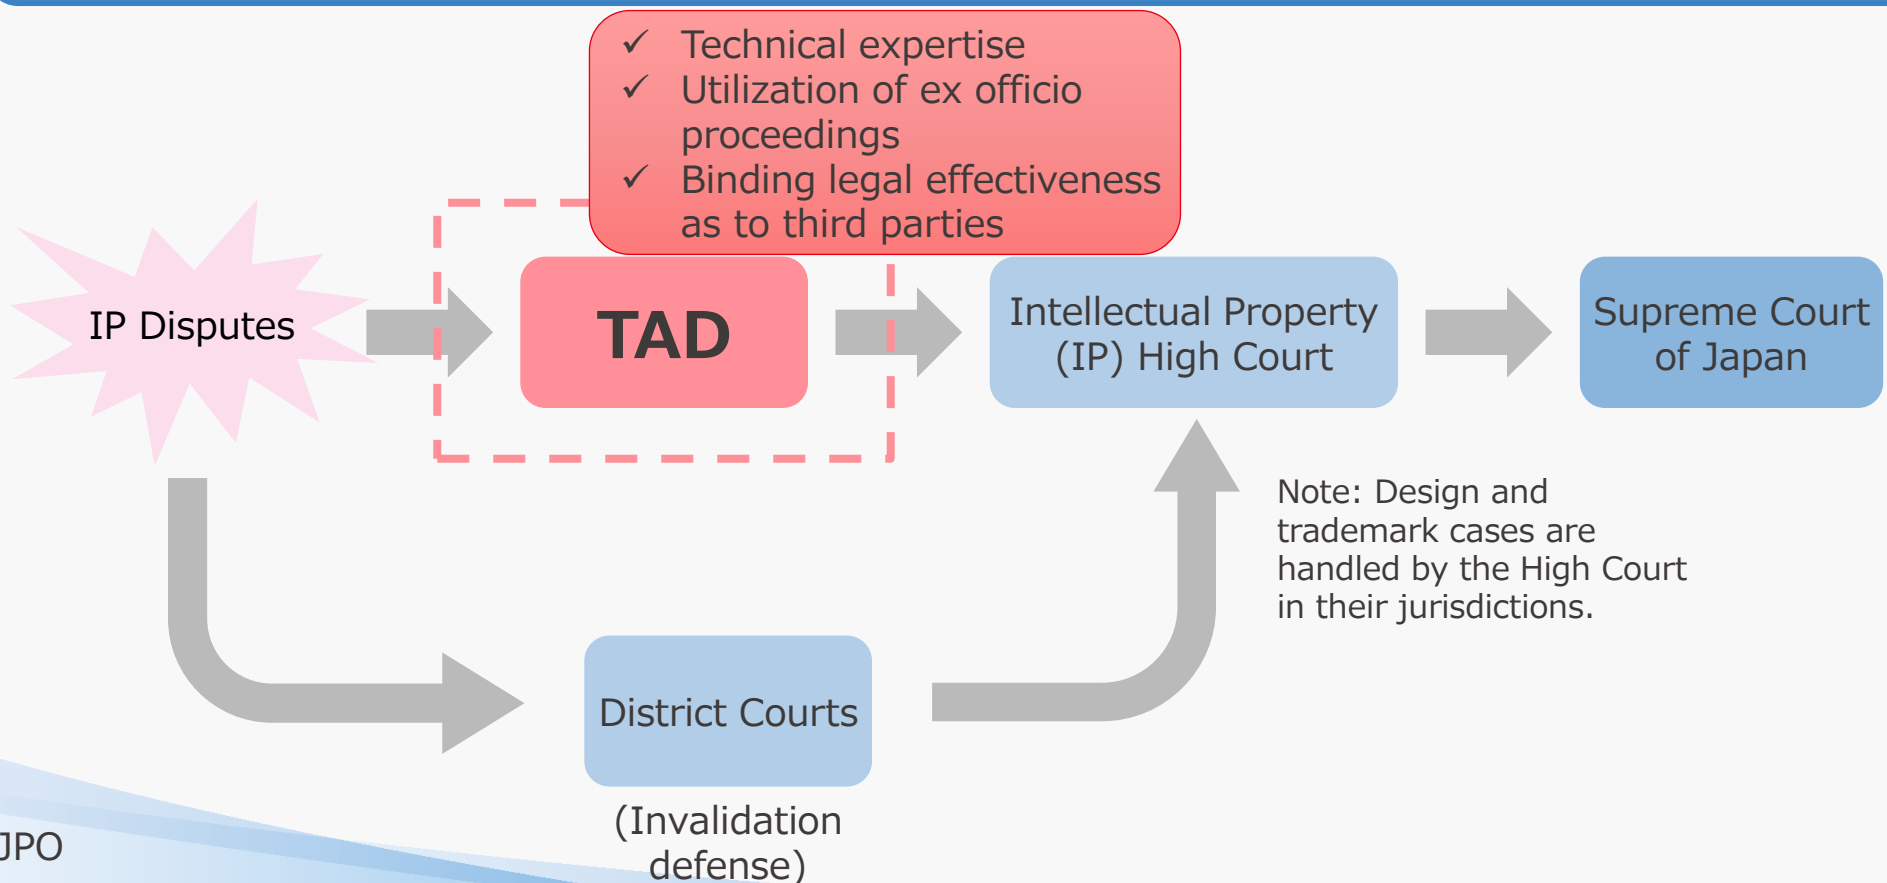 ✓ Technical expertise
✓ Utilization of ex officio
proceedings
✓ Binding legal effectiveness
as to third parties
IP Disputes
TAD
Intellectual Property
(IP) High Court
Supreme Court
of Japan
Note: Design and
trademark cases are
handled by the High Court
in their jurisdictions.
District Courts
(Invalidation
defense)
JPO